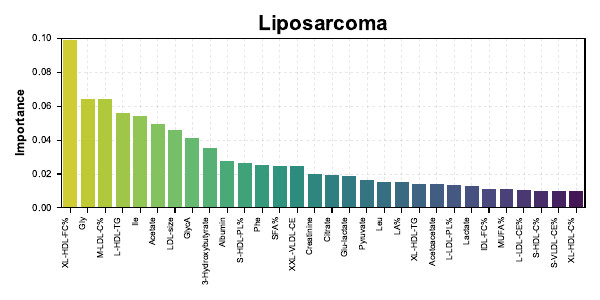 Liposarcoma
Importance
0.10
0.08
0.06
0.04
0.02
0.00
XL-HDL-FC%
Gly
M-LDL-C%
L-HDL-TG
Ile
Acetate
LDL-size
GlycA
3-Hydroxybutyrate
Albumin
S-HDL-PL%
Phe
SFA%
XXL-VLDL-CE
Creatinine
Citrate
Glu-lactate
Pyruvate
Leu
LA%
XL-HDL-TG
Acetoacetate
L-LDL-PL%
Lactate
IDL-FC%
MUFA%
L-LDL-CE%
S-HDL-C%
S-VLDL-CE%
XL-HDL-C%